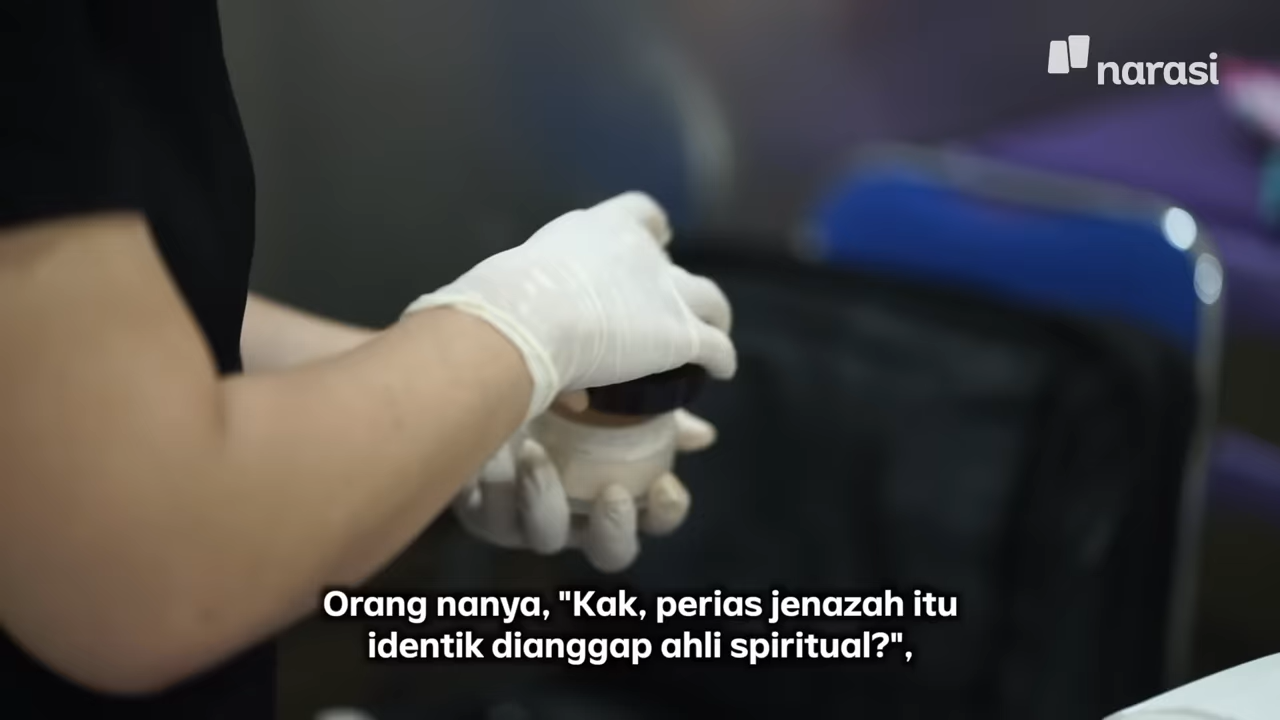 narasi
Orang nanya, "Kak, perias jenazah itu
identik dianggap ahli spiritual?",